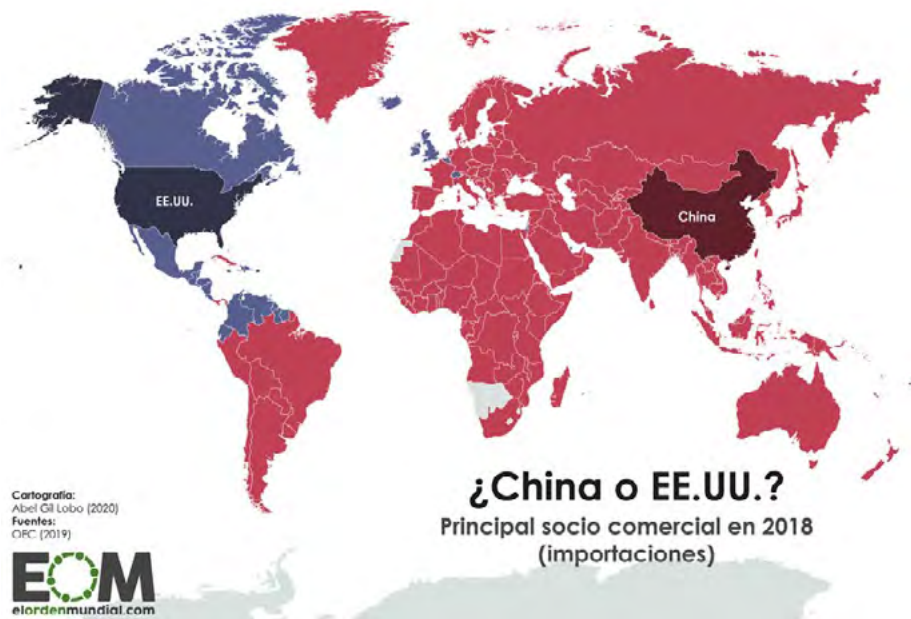 EE.UU.
China
¿China o EE.UU.?
Principal socio comercial en 2018
(importaciones)
Cartografía:
Abel Gil Lobo (2020)
Fuentes:
OEC (2019)
EOM
elordenmundial.com